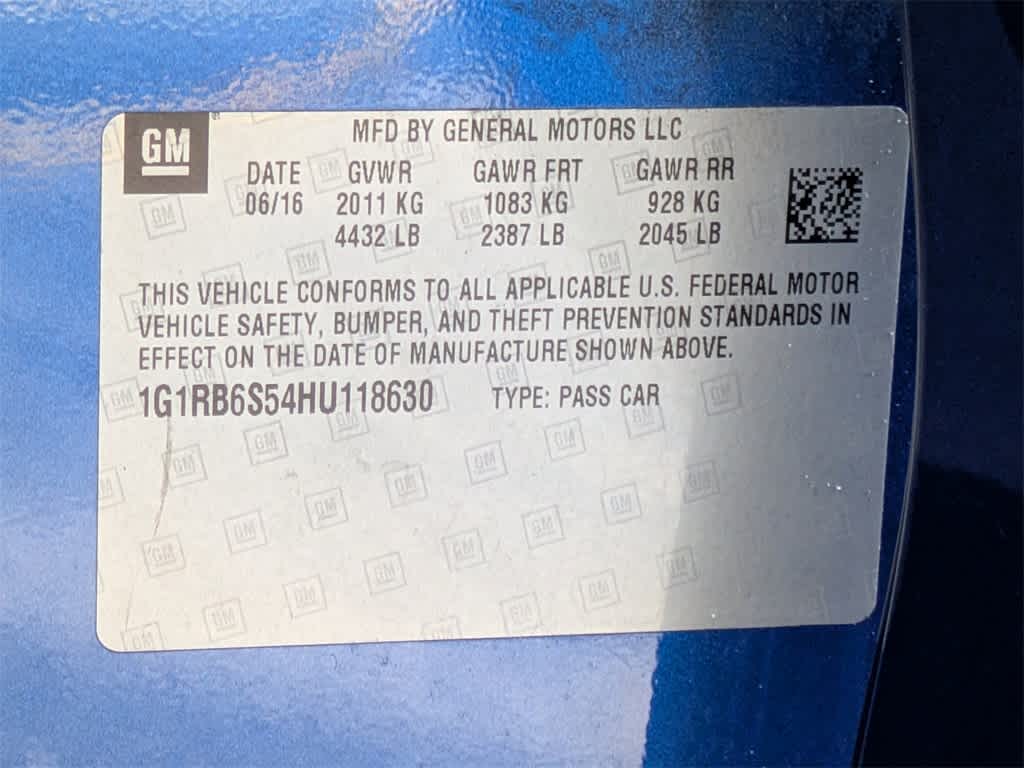 GM
MFD BY GENERAL MOTORS LLC
DATE GVWR GAWR FRT GAWR RR
06/16 2011 KG 1083 KG 928 KG
4432 LB 2387 LB 2045 LB
THIS VEHICLE CONFORMS TO ALL APPLICABLE U.S. FEDERAL MOTOR
VEHICLE SAFETY, BUMPER, AND THEFT PREVENTION STANDARDS IN
EFFECT ON THE DATE OF MANUFACTURE SHOWN ABOVE.
1G1RB6S54HU118630 TYPE: PASS CAR